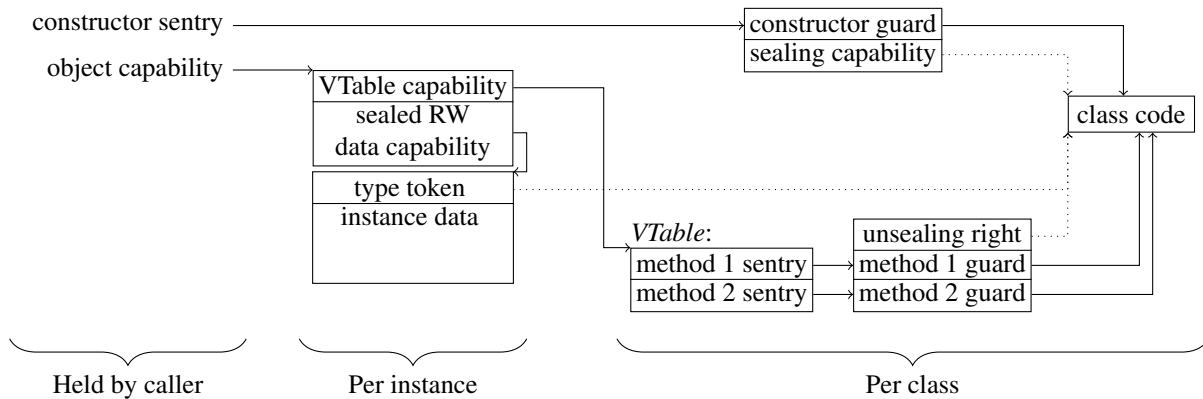 constructor sentry
constructor guard
sealing capability
object capability
VTable capability
sealed RW
data capability
class code
type token
instance data
VTable:
unsealing right
method 1 sentry
method 1 guard
method 2 sentry
method 2 guard
Held by caller
Per instance
Per class